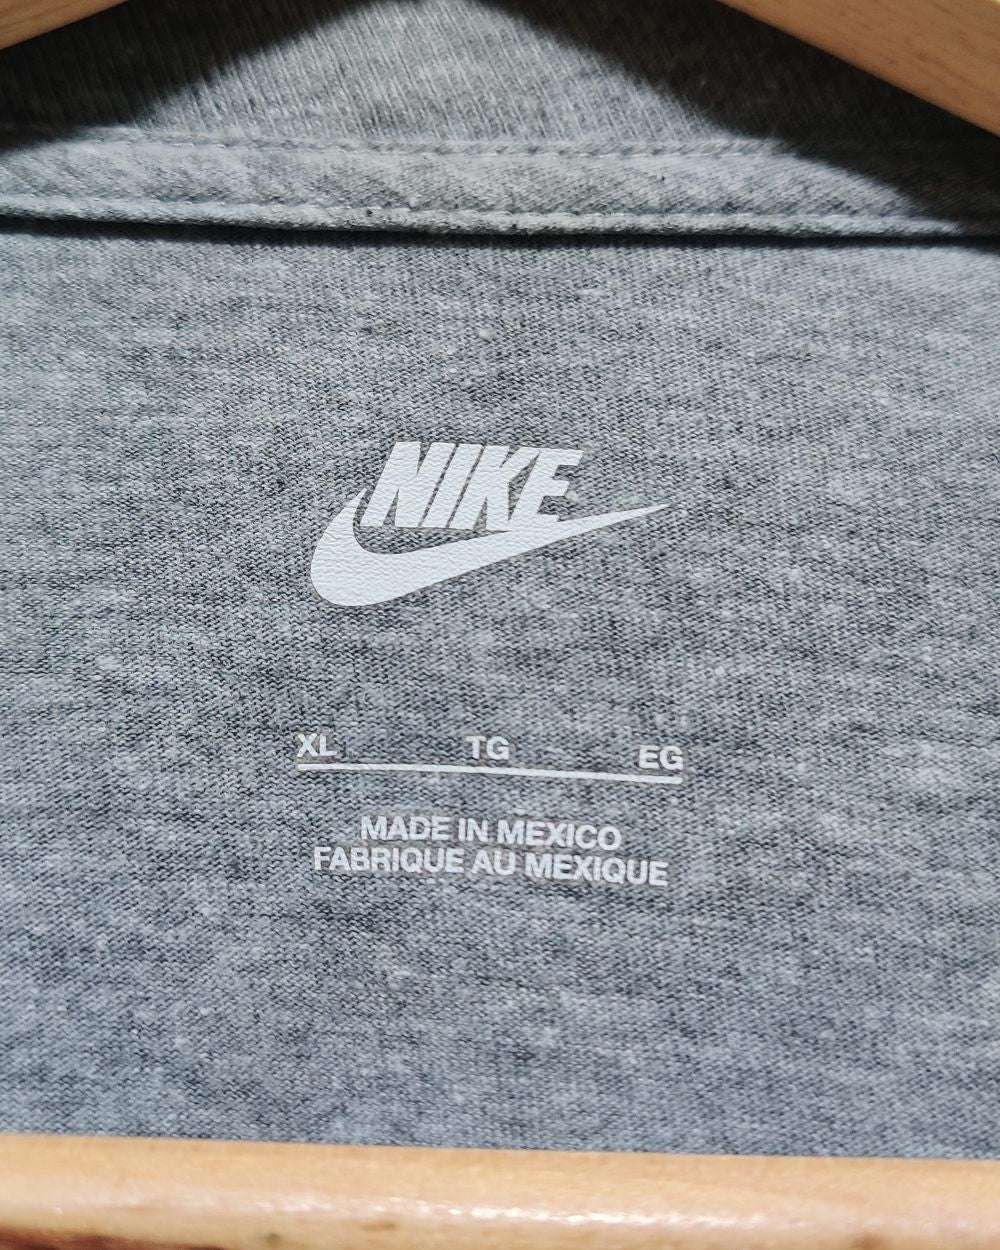 NIKE
XL TG EG
MADE IN MEXICO
FABRIQUE AU MEXIQUE